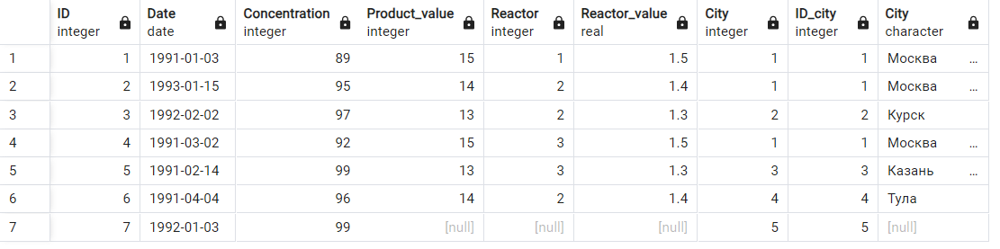 ID Date Concentration Product_value Reactor Reactor_value City ID_city City
integer date integer integer integer real integer integer character
1 1 1991-01-03 89 15 1 1.5 1 1 Москва ...
2 2 1993-01-15 95 14 2 1.4 1 1 Москва ...
3 3 1992-02-02 97 13 2 1.3 2 2 Курск
4 4 1991-03-02 92 15 3 1.5 1 1 Москва ...
5 5 1991-02-14 99 13 3 1.3 3 3 Казань ...
6 6 1991-04-04 96 14 2 1.4 4 4 Тула
7 7 1992-01-03 99 [null] [null] [null] 5 5 [null]